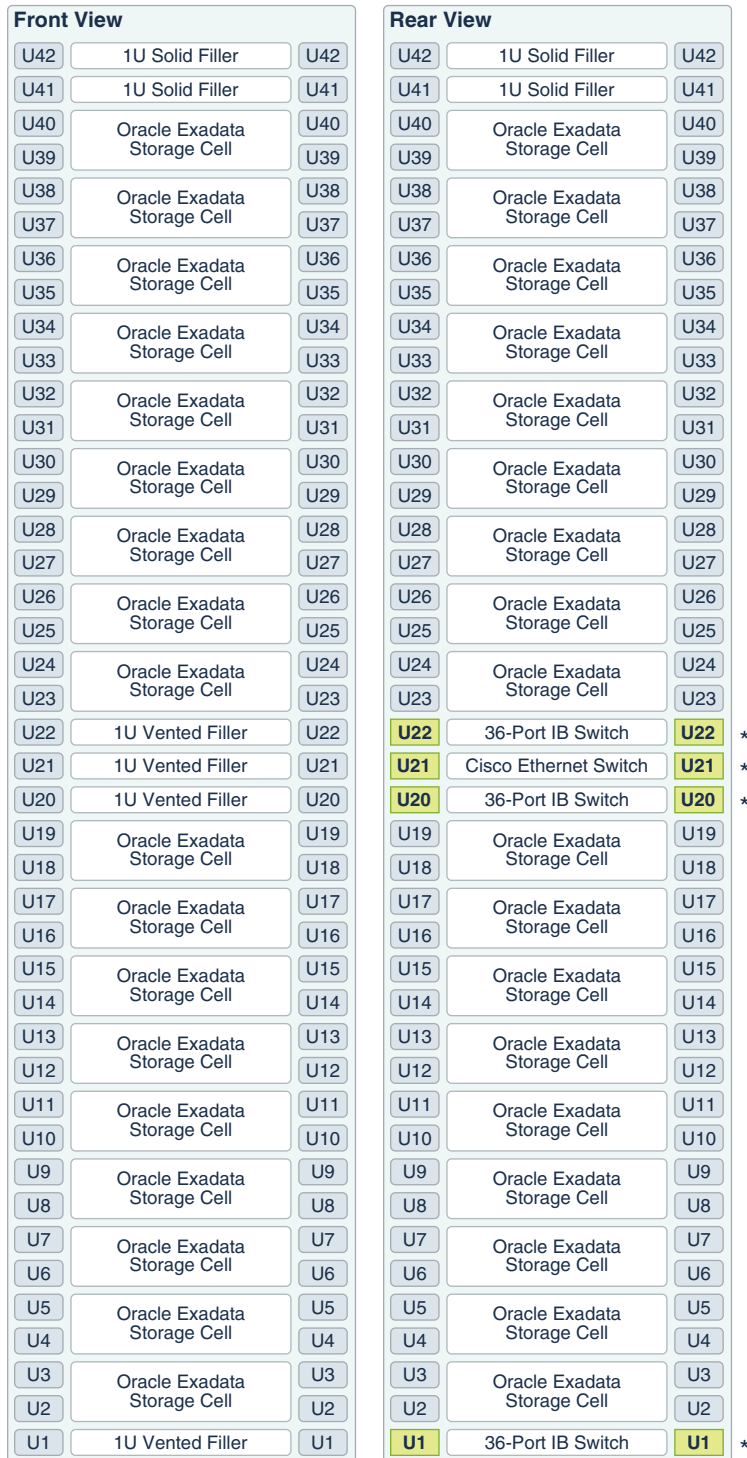 Front View
U42 1U Solid Filler U42
U41 1U Solid Filler U41
U40 Oracle Exadata U40
U39 Storage Cell U39
U38 Oracle Exadata U38
U37 Storage Cell U37
U36 Oracle Exadata U36
U35 Storage Cell U35
U34 Oracle Exadata U34
U33 Storage Cell U33
U32 Oracle Exadata U32
U31 Storage Cell U31
U30 Oracle Exadata U30
U29 Storage Cell U29
U28 Oracle Exadata U28
U27 Storage Cell U27
U26 Oracle Exadata U26
U25 Storage Cell U25
U24 Oracle Exadata U24
U23 Storage Cell U23
U22 1U Vented Filler U22
U21 1U Vented Filler U21
U20 1U Vented Filler U20
U19 Oracle Exadata U19
U18 Storage Cell U18
U17 Oracle Exadata U17
U16 Storage Cell U16
U15 Oracle Exadata U15
U14 Storage Cell U14
U13 Oracle Exadata U13
U12 Storage Cell U12
U11 Oracle Exadata U11
U10 Storage Cell U10
U9 Oracle Exadata U9
U8 Storage Cell U8
U7 Oracle Exadata U7
U6 Storage Cell U6
U5 Oracle Exadata U5
U4 Storage Cell U4
U3 Oracle Exadata U3
U2 Storage Cell U2
U1 1U Vented Filler U1
Rear View
U42 1U Solid Filler U42
U41 1U Solid Filler U41
U40 Oracle Exadata U40
U39 Storage Cell U39
U38 Oracle Exadata U38
U37 Storage Cell U37
U36 Oracle Exadata U36
U35 Storage Cell U35
U34 Oracle Exadata U34
U33 Storage Cell U33
U32 Oracle Exadata U32
U31 Storage Cell U31
U30 Oracle Exadata U30
U29 Storage Cell U29
U28 Oracle Exadata U28
U27 Storage Cell U27
U26 Oracle Exadata U26
U25 Storage Cell U25
U24 Oracle Exadata U24
U23 Storage Cell U23
U22 36-Port IB Switch U22 *
U21 Cisco Ethernet Switch U21 *
U20 36-Port IB Switch U20 *
U19 Oracle Exadata U19
U18 Storage Cell U18
U17 Oracle Exadata U17
U16 Storage Cell U16
U15 Oracle Exadata U15
U14 Storage Cell U14
U13 Oracle Exadata U13
U12 Storage Cell U12
U11 Oracle Exadata U11
U10 Storage Cell U10
U9 Oracle Exadata U9
U8 Storage Cell U8
U7 Oracle Exadata U7
U6 Storage Cell U6
U5 Oracle Exadata U5
U4 Storage Cell U4
U3 Oracle Exadata U3
U2 Storage Cell U2
U1 36-Port IB Switch U1 *